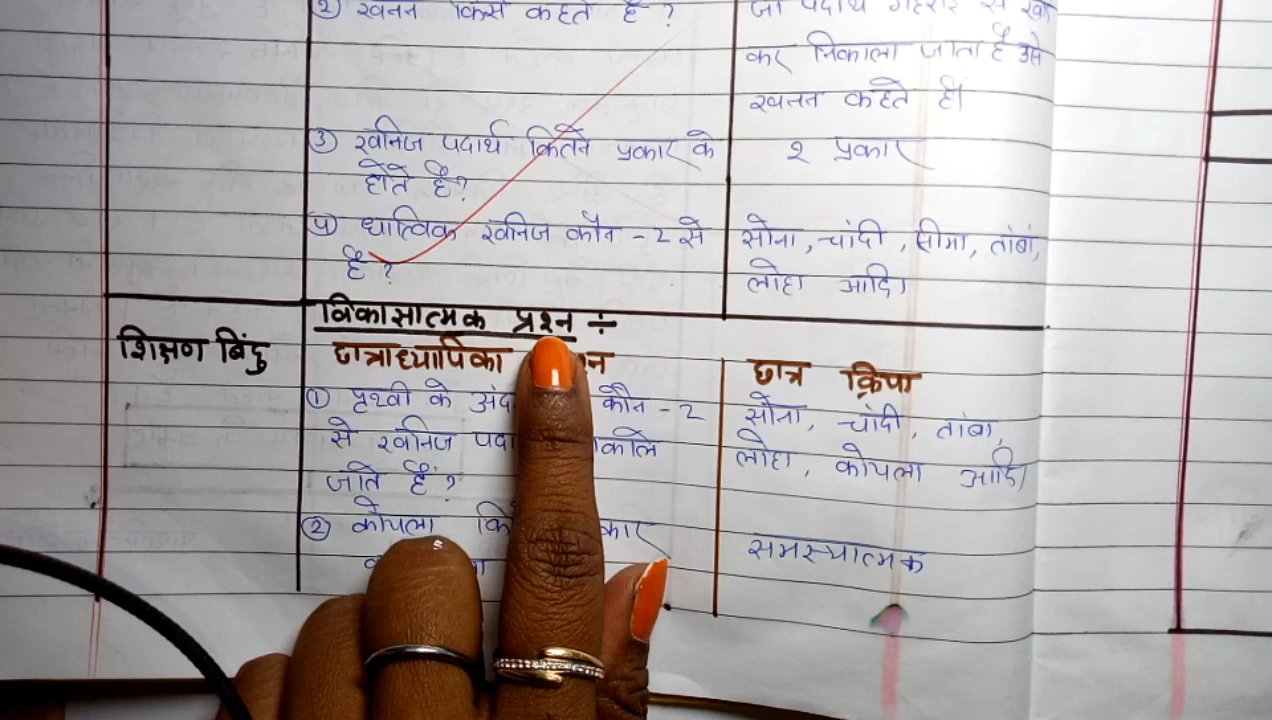 2) खनन किसे कहते है ?
जो पदार्थ गहराई से खो
कर निकाला जाता है उसे
खनन कहते है।
3) खनिज पदार्थ कितने प्रकार के
होते है?
2 प्रकार
4) धात्विक खनिज कौन - 2 से
है ?
सोना, चांदी, सीमा, तांबां,
लोहा आदि।
विकासात्मक प्रश्न ÷
शिक्षण बिंदु
छात्राध्यापिका
छात्र क्रिया
1) पृथ्वी के कौन - 2
से खनिज
जाते हैं ?
सोना, चांदी, तांबा,
लोहा, कोयला आदि।
2) कोयला
समस्यात्मक